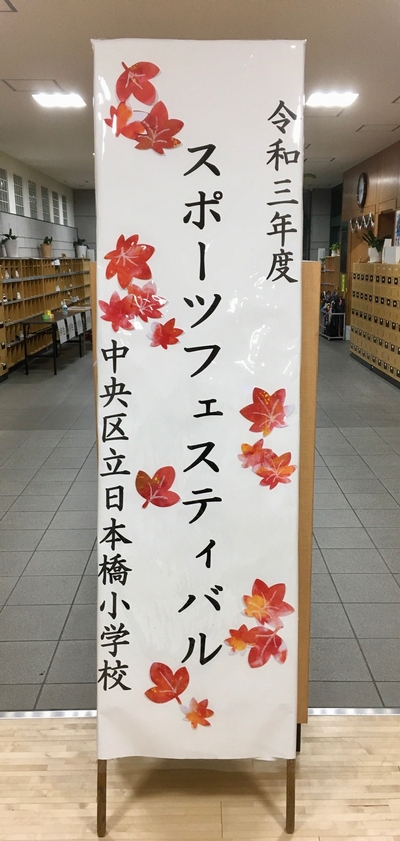 令和三年度
スポーツフェスティバル
中央区立日本橋小学校